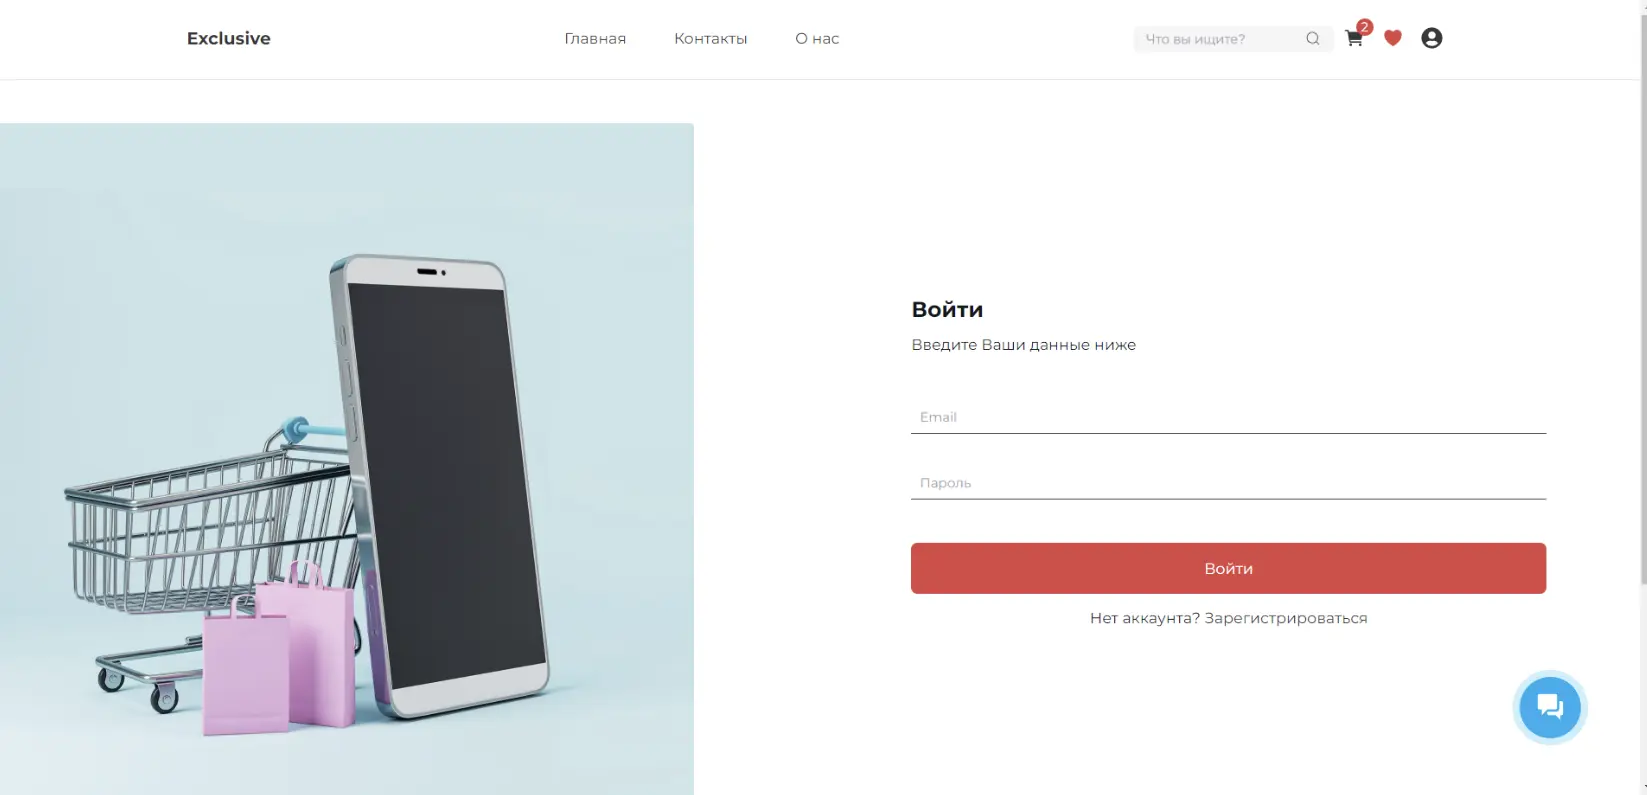 Exclusive
Главная Контакты О нас
Что вы ищите?
2
Войти
Введите Ваши данные ниже
Email
Пароль
Войти
Нет аккаунта? Зарегистрироваться